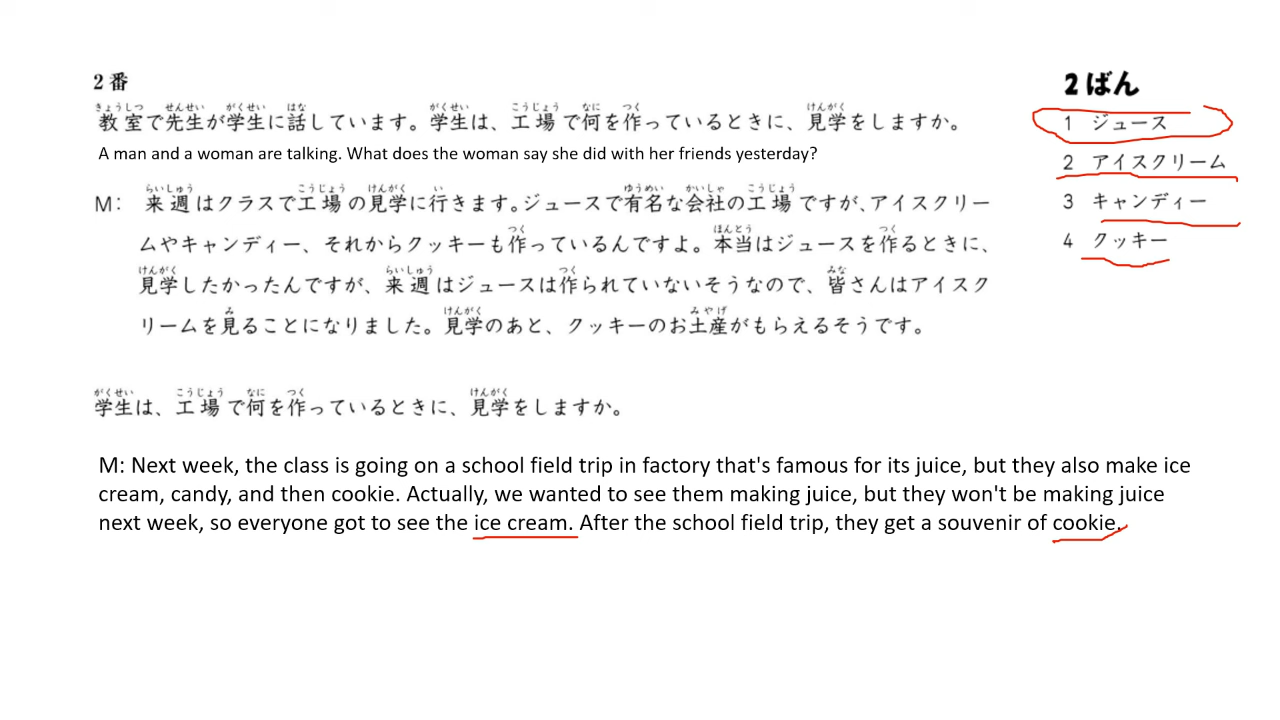 2番
教室で先生が学生に話しています。学生は、工場で何を作っているときに、見学をしますか。
A man and a woman are talking. What does the woman say she did with her friends yesterday?
M: 来週はクラスで工場の見学に行きます。ジュースで有名な会社の工場ですが、アイスクリー
ムやキャンディー、それからクッキーも作っているんですよ。本当はジュースを作るときに、
見学したかったんですが、来週はジュースは作られていないそうなので、皆さんはアイスク
リームを見ることになりました。見学のあと、クッキーのお土産がもらえるそうです。
学生は、工場で何を作っているときに、見学をしますか。
M: Next week, the class is going on a school field trip in factory that's famous for its juice, but they also make ice
cream, candy, and then cookie. Actually, we wanted to see them making juice, but they won't be making juice
next week, so everyone got to see the ice cream. After the school field trip, they get a souvenir of cookie.
2ばん
1 ジュース
2 アイスクリーム
3 キャンディー
4 クッキー